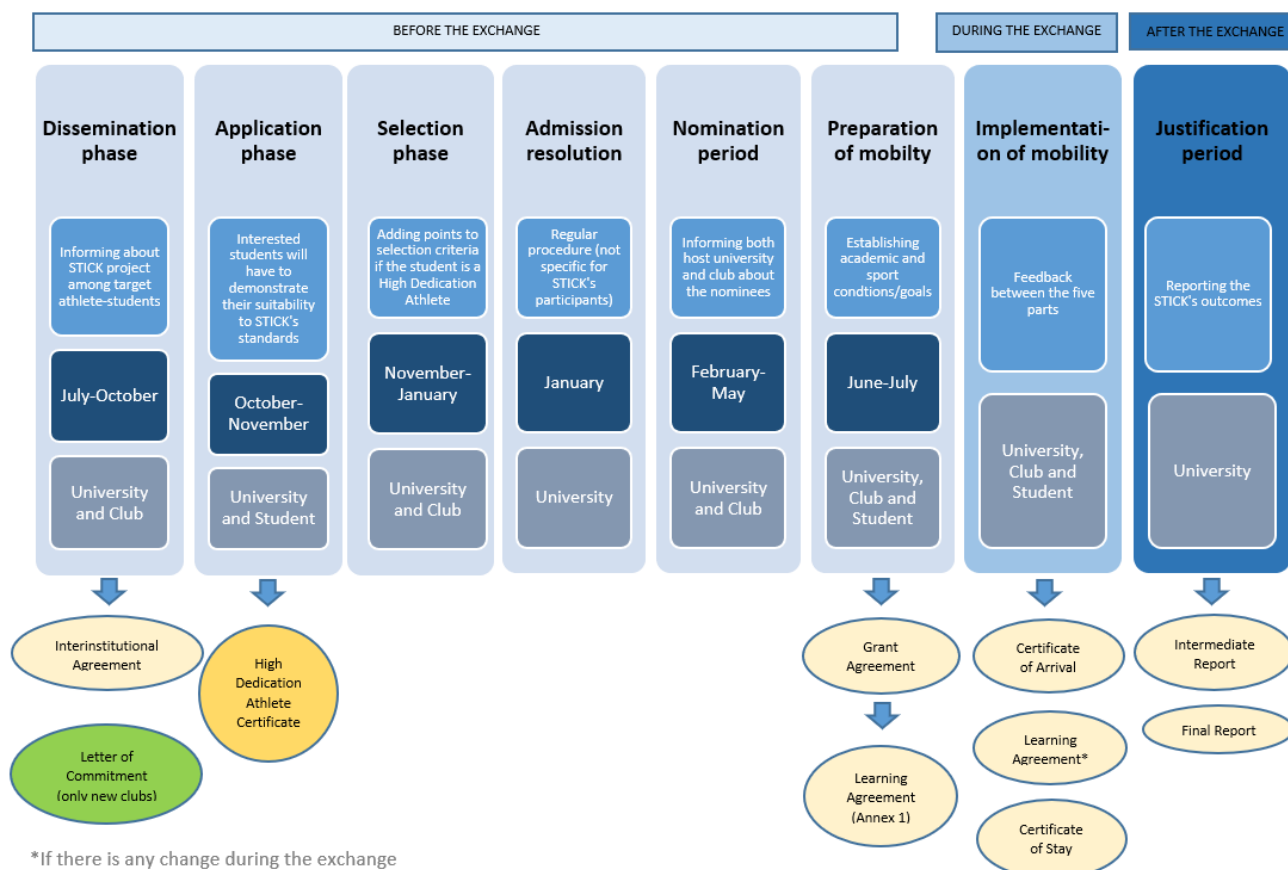 BEFORE THE EXCHANGE
DURING THE EXCHANGE
AFTER THE EXCHANGE
Dissemination
phase
Informing about
STICK project
among target
athlete-students
July-October
University
and Club
Application
phase
Interested
students will
have to
demonstrate
their suitability
to STICK's
standards
October-
November
University
and Student
Selection
phase
Adding points to
selection criteria
if the student is a
High Dedication
Athlete
November-
January
University
and Club
Admission
resolution
Regular
procedure (not
specific for
STICK's
participants)
January
University
Nomination
period
Informing both
host university
and club about
the nominees
February-
May
University
and Club
Preparation
of mobilty
Establishing
academic and
sport
condtions/goals
June-July
University,
Club and
Student
Implementati-
on of mobility
Feedback
between the five
parts
University,
Club and
Student
Justification
period
Reporting the
STICK's outcomes
University
Interinstitutional
Agreement
Letter of
Commitment
(only new clubs)
High
Dedication
Athlete
Certificate
Grant
Agreement
Learning
Agreement
(Annex 1)
Certificate
of Arrival
Learning
Agreement*
Certificate
of Stay
Intermediate
Report
Final Report
*If there is any change during the exchange